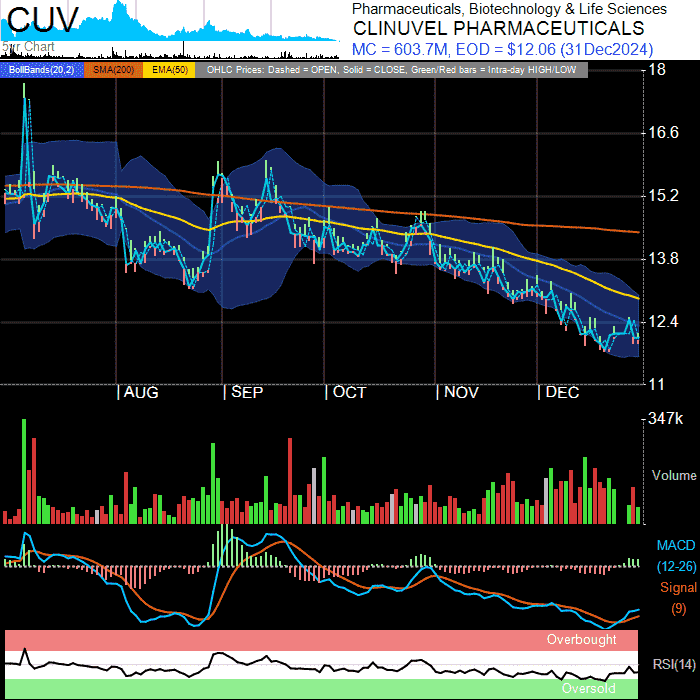 CUV
Pharmaceuticals, Biotechnology & Life Sciences
CLINUVEL PHARMACEUTICALS
5yr Chart
MC = 603.7M, EOD = $12.06 (31Dec2024)
BollBands(20,2) SMA(200) EMA(50) OHLC Prices: Dashed = OPEN, Solid = CLOSE, Green/Red bars = Intra-day HIGH/LOW
18
16.6
15.2
13.8
12.4
11
AUG SEP OCT NOV DEC
347k
Volume
MACD
(12-26)
Signal
(9)
Overbought
RSI(14)
Oversold